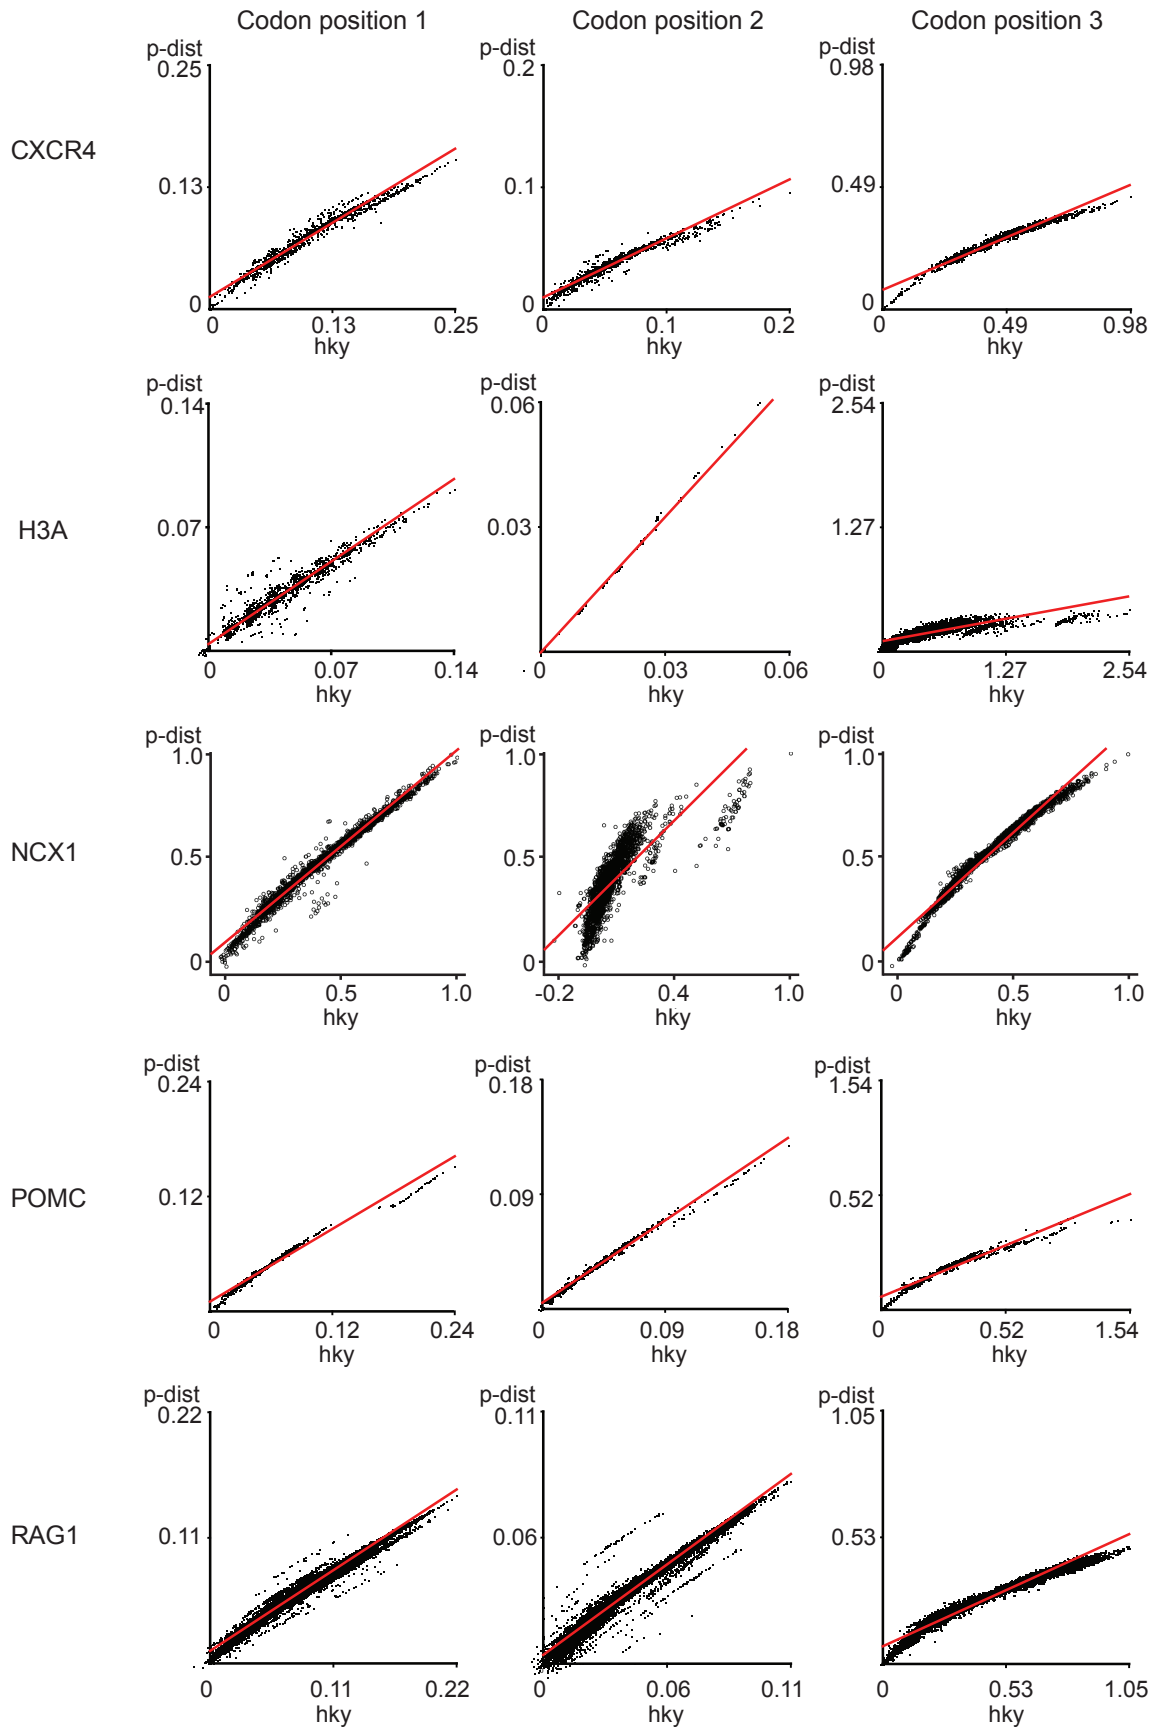 Codon position 1 Codon position 2 Codon position 3
CXCR4
p-dist
0.25
0.13
0
0 0.13 0.25
hky
p-dist
0.2
0.1
0
0 0.1 0.2
hky
p-dist
0.98
0.49
0
0 0.49 0.98
hky
H3A
p-dist
0.14
0.07
0 0.07 0.14
hky
p-dist
0.06
0.03
0 0.03 0.06
hky
p-dist
2.54
1.27
0 1.27 2.54
hky
NCX1
p-dist
1.0
0.5
0
0 0.5 1.0
hky
p-dist
1.0
0.5
0
-0.2 0.4 1.0
hky
p-dist
1.0
0.5
0
0 0.5 1.0
hky
POMC
p-dist
0.24
0.12
0 0.12 0.24
hky
p-dist
0.18
0.09
0 0.09 0.18
hky
p-dist
1.54
0.52
0 0.52 1.54
hky
RAG1
p-dist
0.22
0.11
0 0.11 0.22
hky
p-dist
0.11
0.06
0 0.06 0.11
hky
p-dist
1.05
0.53
0 0.53 1.05
hky